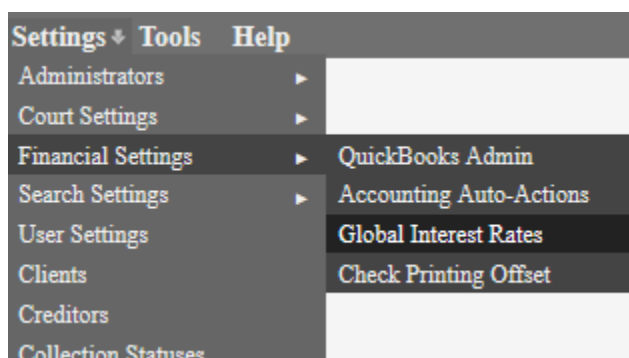 Settings Tools Help
Administrators
Court Settings
Financial Settings
QuickBooks Admin
Search Settings
Accounting Auto-Actions
User Settings
Global Interest Rates
Clients
Check Printing Offset
Creditors
Collection Statuses